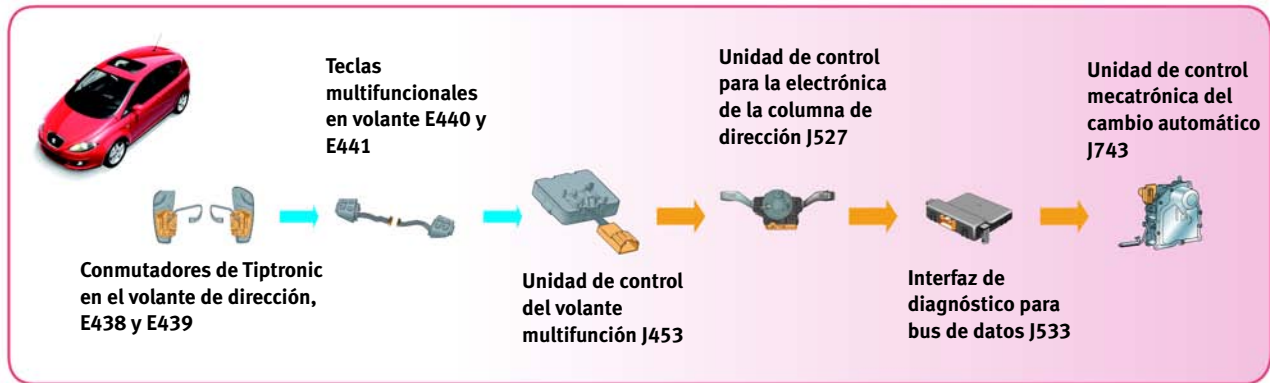 Conmutadores de Tiptronic
en el volante de dirección,
E438 y E439
Teclas
multifuncionales
en volante E440 y
E441
Unidad de control
del volante
multifunción J453
Unidad de control
para la electrónica
de la columna de
dirección J527
Interfaz de
diagnóstico para
bus de datos J533
Unidad de control
mecatrónica del
cambio automático
J743